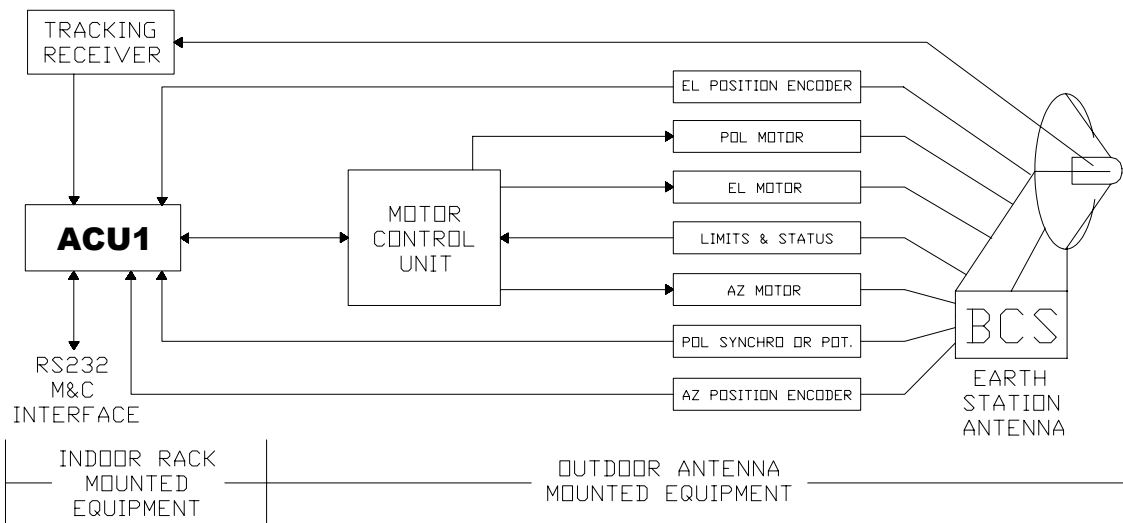 TRACKING
RECEIVER
EL POSITION ENCODER
POL MOTOR
EL MOTOR
MOTOR
CONTROL
UNIT
ACU1
LIMITS & STATUS
AZ MOTOR
BCS
POL SYNCHRO OR POT.
RS232
M&C
INTERFACE
AZ POSITION ENCODER
EARTH
STATION
ANTENNA
INDOOR RACK
MOUNTED
EQUIPMENT
OUTDOOR ANTENNA
MOUNTED EQUIPMENT